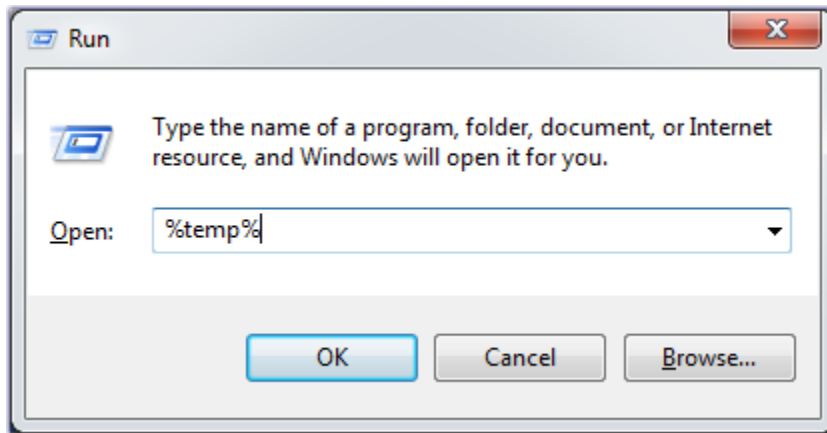 Run
Type the name of a program, folder, document, or Internet
resource, and Windows will open it for you.
Open: %temp%
OK Cancel Browse...